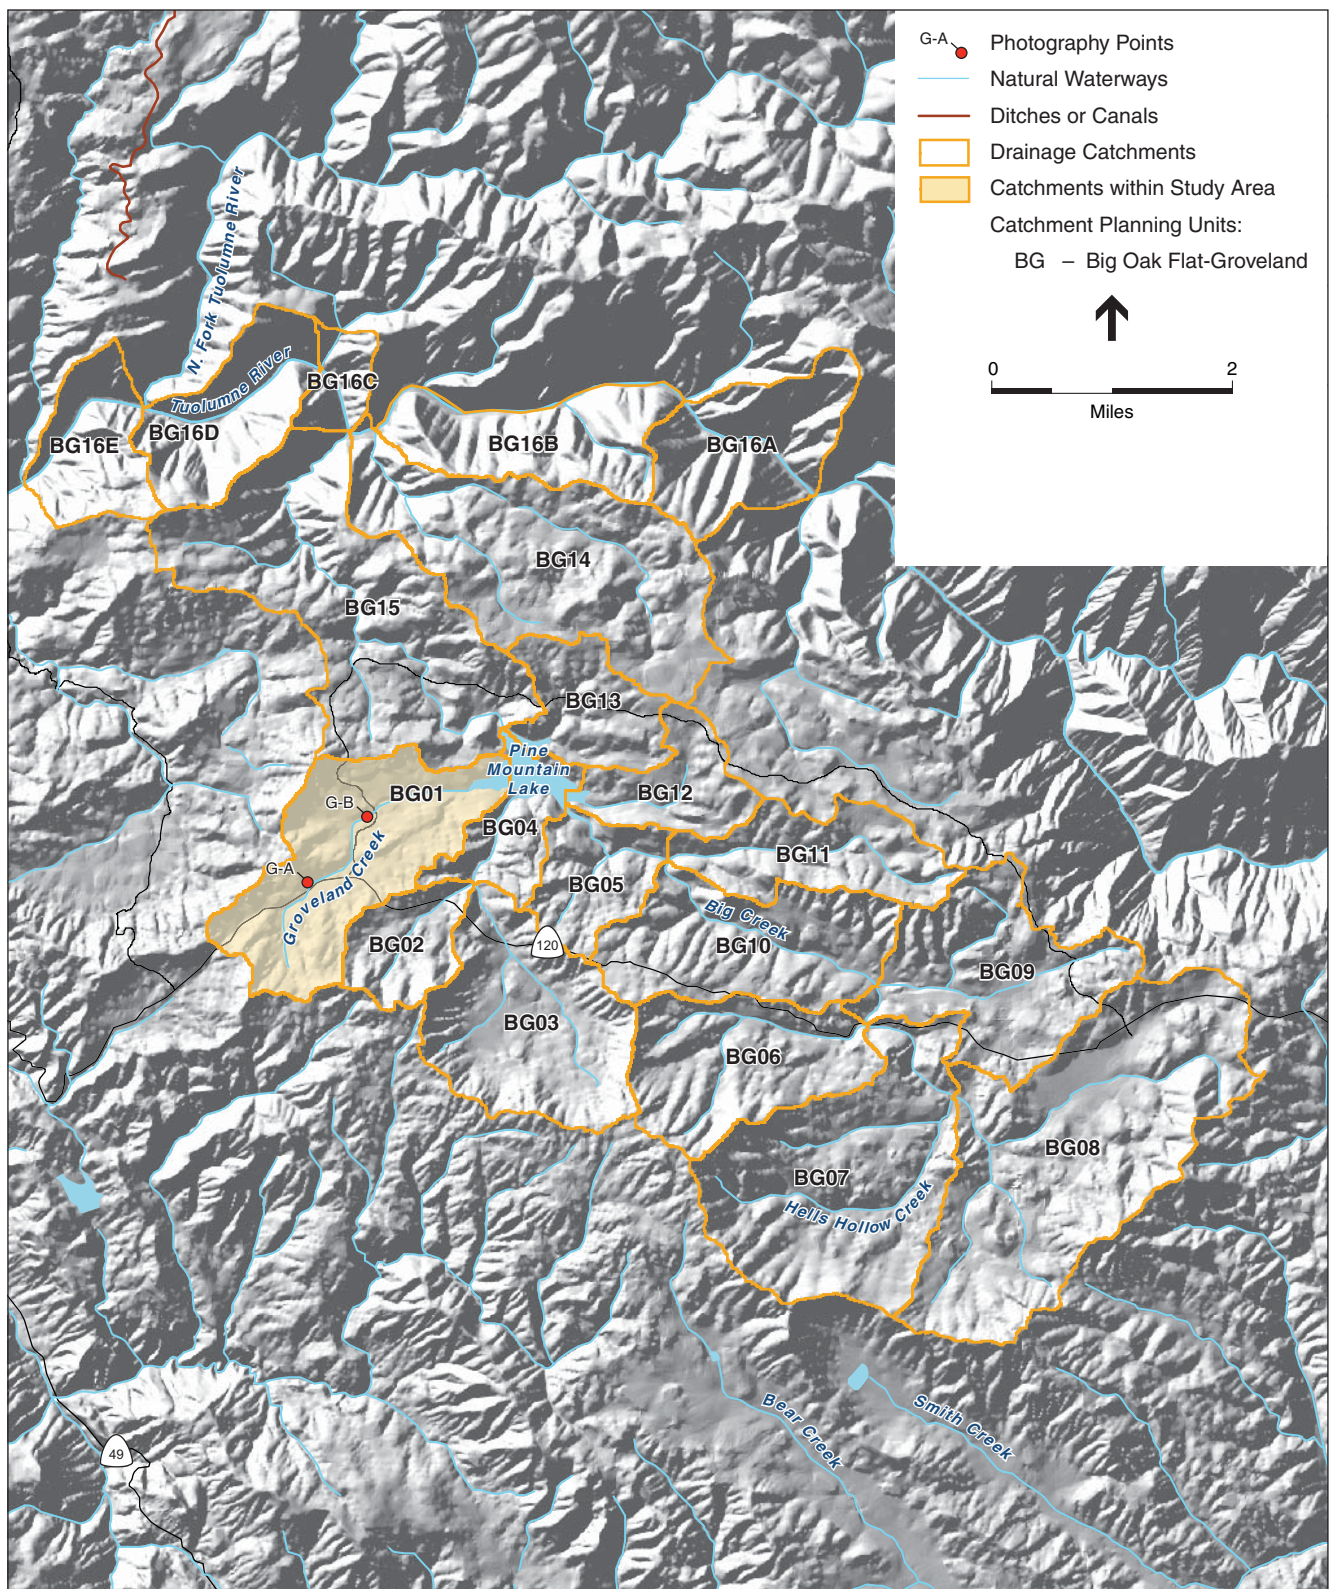 G-A
Photography Points
Natural Waterways
Ditches or Canals
Drainage Catchments
Catchments within Study Area
Catchment Planning Units:
BG – Big Oak Flat-Groveland
0 2
Miles
N. Fork Tuolumne River
Tuolumne River
BG16C
BG16D
BG16E
BG16B
BG16A
BG14
BG15
BG13
Pine
Mountain
Lake
BG01
G-B
BG12
BG04
BG11
G-A
Groveland Creek
BG05
Big Creek
BG02
120
BG10
BG09
BG03
BG06
BG08
BG07
Hells Hollow Creek
Bear Creek
Smith Creek
49